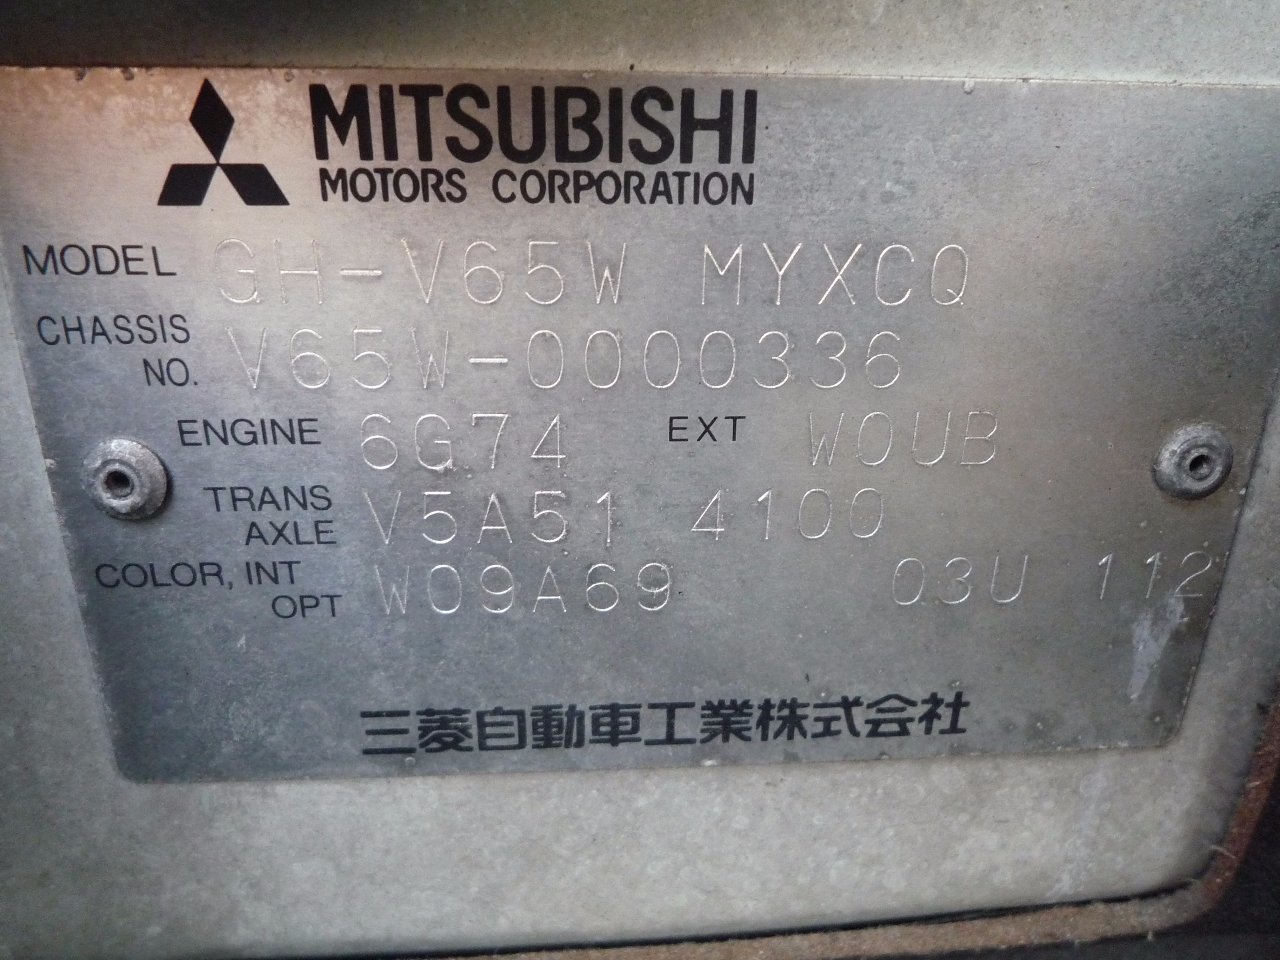 MITSUBISHI
MOTORS CORPORATION
MODEL GH-V65W MYXCQ
CHASSIS
NO. V65W-0000336
ENGINE 6G74 EXT W0UB
TRANS
AXLE V5A51 4100
COLOR, INT
OPT W09A69 03U 112
三菱自動車工業株式会社